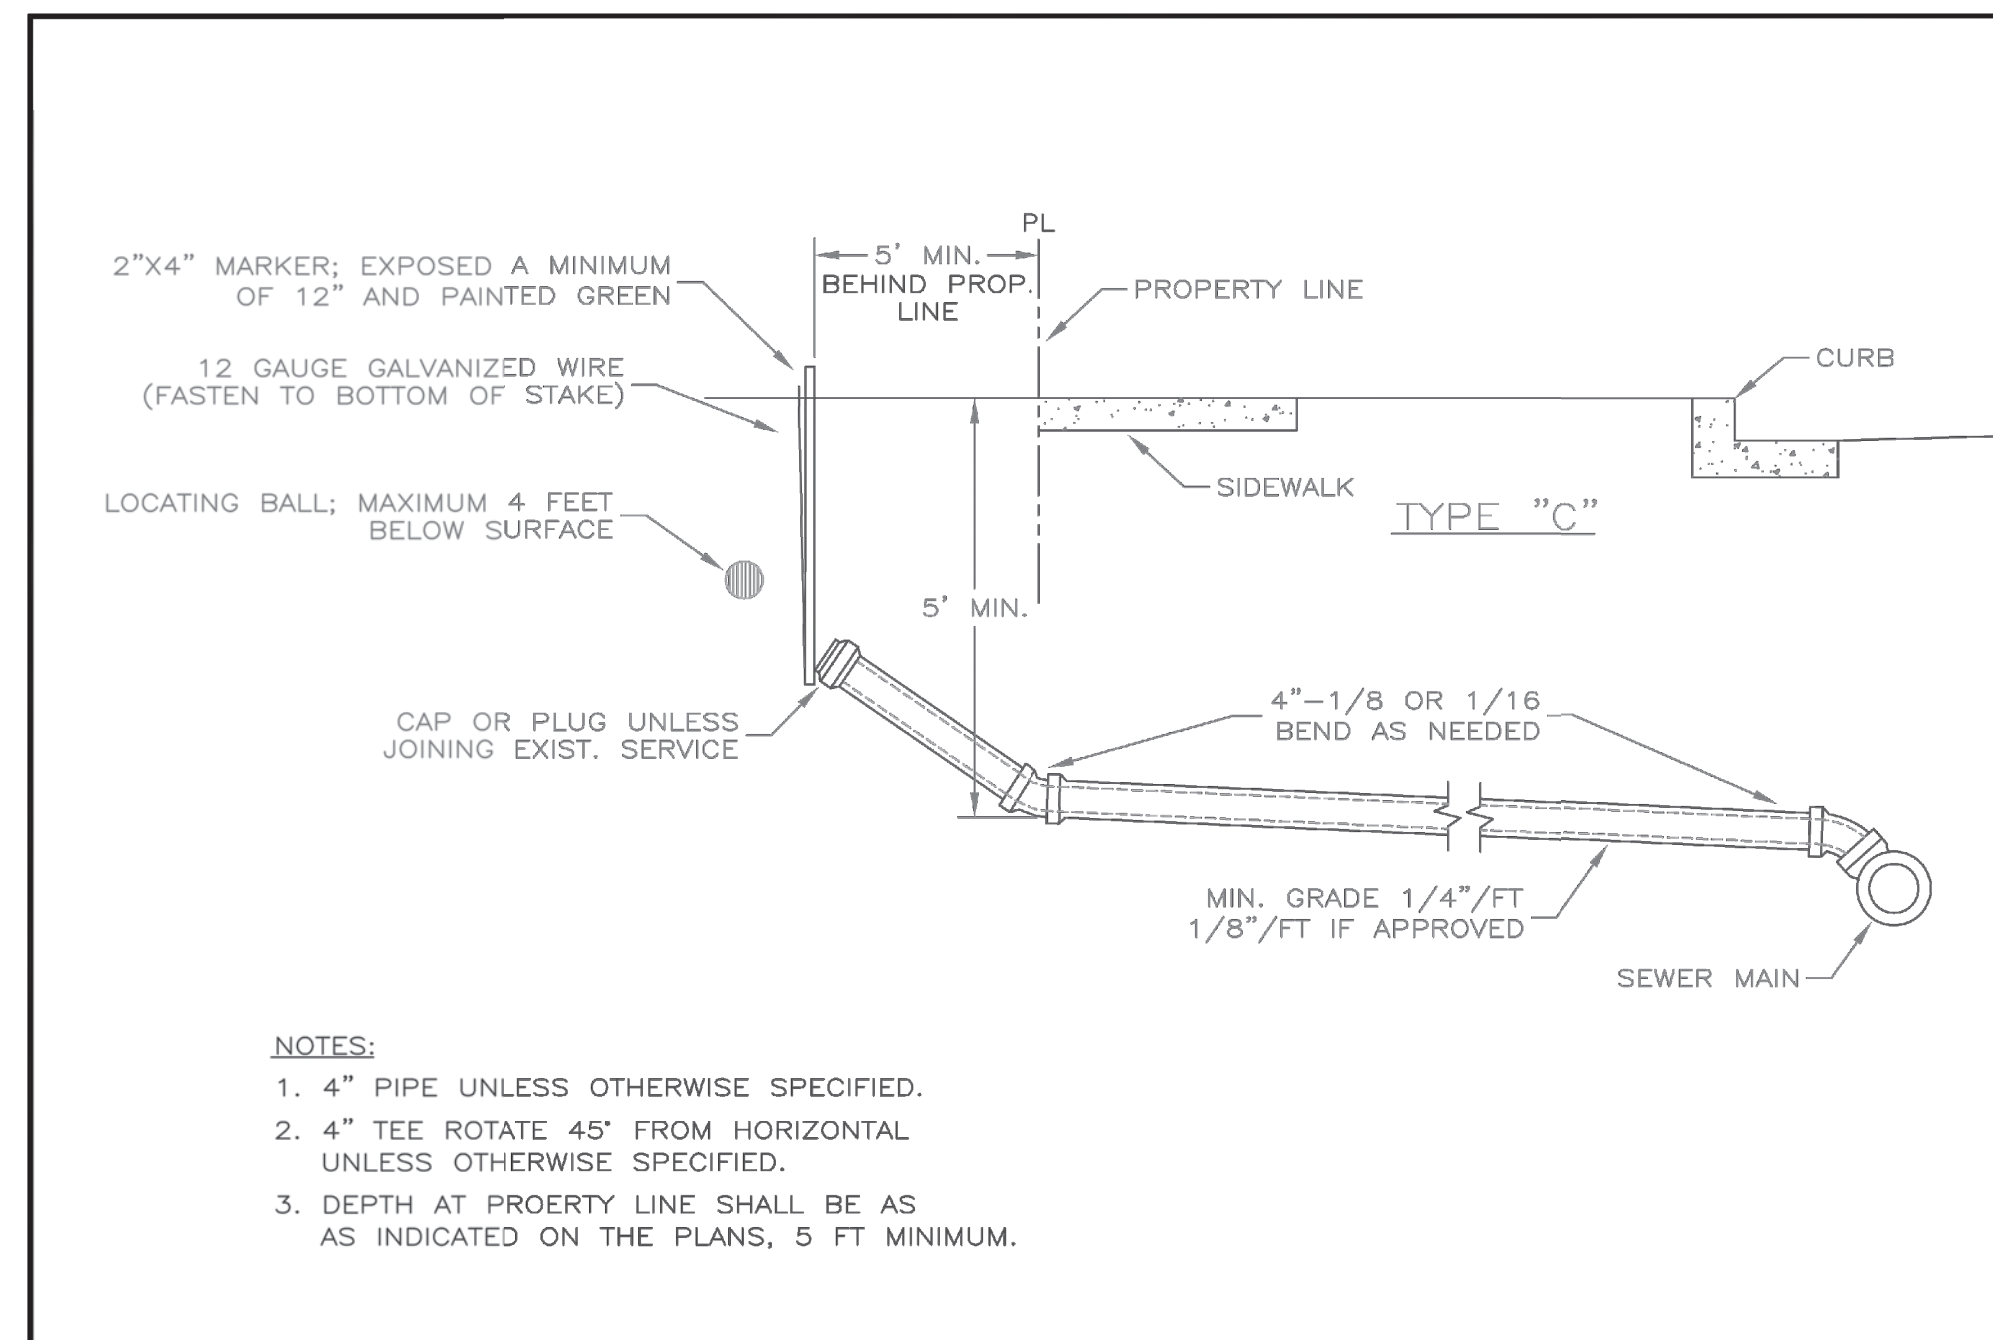 PL
5’ MIN.
BEHIND PROP.
LINE
2”X4” MARKER; EXPOSED A MINIMUM
OF 12” AND PAINTED GREEN
PROPERTY LINE
12 GAUGE GALVANIZED WIRE
(FASTEN TO BOTTOM OF STAKE)
CURB
LOCATING BALL; MAXIMUM 4 FEET
BELOW SURFACE
SIDEWALK
TYPE ”C”
5’ MIN.
CAP OR PLUG UNLESS
JOINING EXIST. SERVICE
4”–1/8 OR 1/16
BEND AS NEEDED
MIN. GRADE 1/4”/FT
1/8”/FT IF APPROVED
SEWER MAIN
NOTES:
1. 4” PIPE UNLESS OTHERWISE SPECIFIED.
2. 4” TEE ROTATE 45° FROM HORIZONTAL
UNLESS OTHERWISE SPECIFIED.
3. DEPTH AT PROERTY LINE SHALL BE AS
AS INDICATED ON THE PLANS, 5 FT MINIMUM.